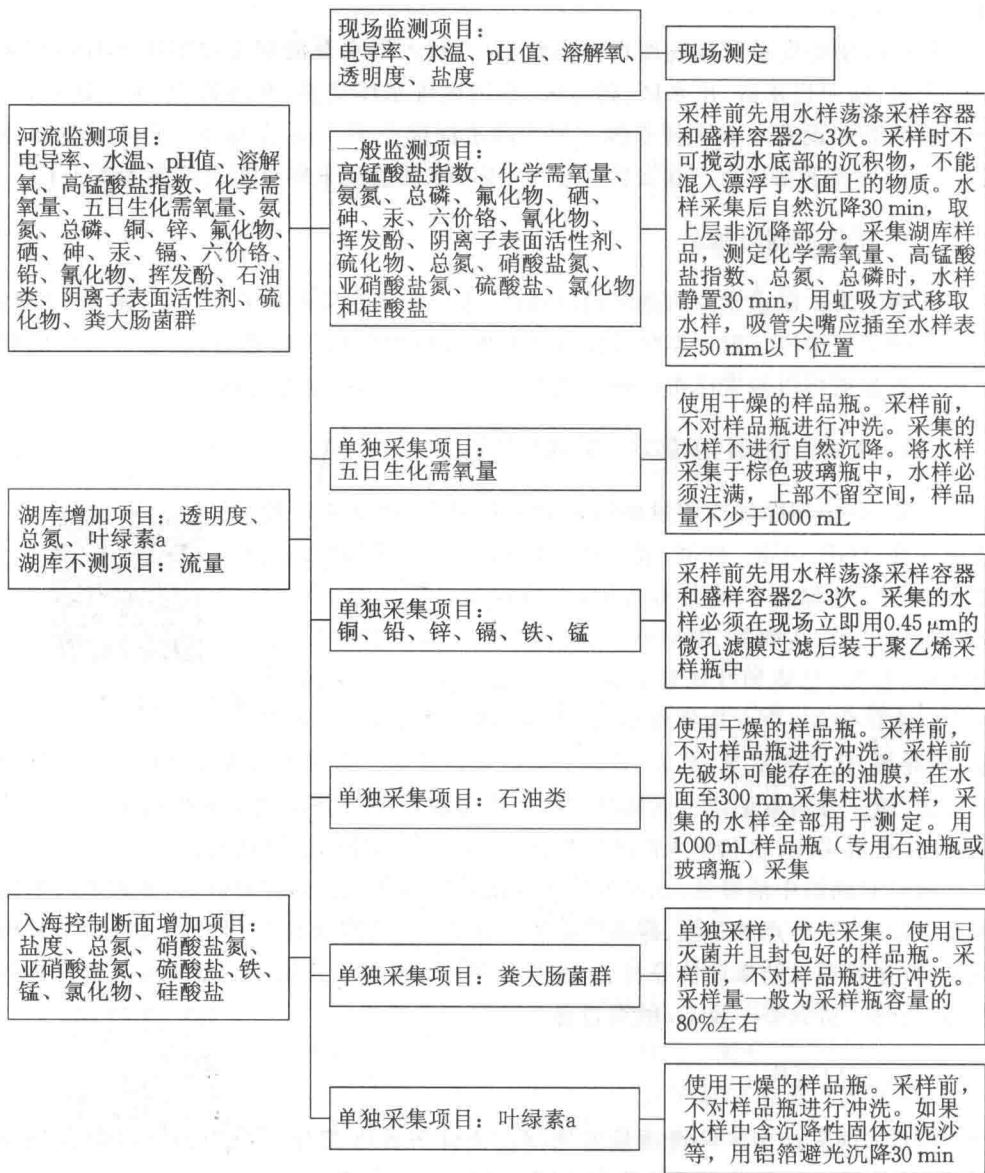 现场监测项目：
电导率、水温、pH值、溶解氧、
透明度、盐度
现场测定
河流监测项目：
电导率、水温、pH值、溶解
氧、高锰酸盐指数、化学需
氧量、五日生化需氧量、氨
氮、总磷、铜、锌、氟化物、
硒、砷、汞、镉、六价铬、
铅、氰化物、挥发酚、石油
类、阴离子表面活性剂、硫
化物、粪大肠菌群
一般监测项目：
高锰酸盐指数、化学需氧量、
氨氮、总磷、氟化物、硒、
砷、汞、六价铬、氰化物、
挥发酚、阴离子表面活性剂、
硫化物、总氮、硝酸盐氮、
亚硝酸盐氮、硫酸盐、氯化物
和硅酸盐
采样前先用水样荡涤采样容器
和盛样容器2～3次。采样时不
可搅动水底部的沉积物，不能
混入漂浮于水面上的物质。水
样采集后自然沉降30 min，取
上层非沉降部分。采集湖库样
品，测定化学需氧量、高锰酸
盐指数、总氮、总磷时，水样
静置30 min，用虹吸方式移取
水样，吸管尖嘴应插至水样表
层50 mm以下位置
单独采集项目：
五日生化需氧量
使用干燥的样品瓶。采样前，
不对样品瓶进行冲洗。采集的
水样不进行自然沉降。将水样
采集于棕色玻璃瓶中，水样必
须注满，上部不留空间，样品
量不少于1000 mL
湖库增加项目：透明度、
总氮、叶绿素a
湖库不测项目：流量
单独采集项目：
铜、铅、锌、镉、铁、锰
采样前先用水样荡涤采样容器
和盛样容器2～3次。采集的水
样必须在现场立即用0.45 μm的
微孔滤膜过滤后装于聚乙烯采
样瓶中
单独采集项目：石油类
使用干燥的样品瓶。采样前，
不对样品瓶进行冲洗。采样前
先破坏可能存在的油膜，在水
面至300 mm采集柱状水样，采
集的水样全部用于测定。用
1000 mL样品瓶（专用石油瓶或
玻璃瓶）采集
入海控制断面增加项目：
盐度、总氮、硝酸盐氮、
亚硝酸盐氮、硫酸盐、铁、
锰、氯化物、硅酸盐
单独采集项目：粪大肠菌群
单独采样，优先采集。使用已
灭菌并且封包好的样品瓶。采
样前，不对样品瓶进行冲洗。
采样量一般为采样瓶容量的
80%左右
单独采集项目：叶绿素a
使用干燥的样品瓶。采样前，
不对样品瓶进行冲洗。如果
水样中含沉降性固体如泥沙
等，用铝箔避光沉降30 min